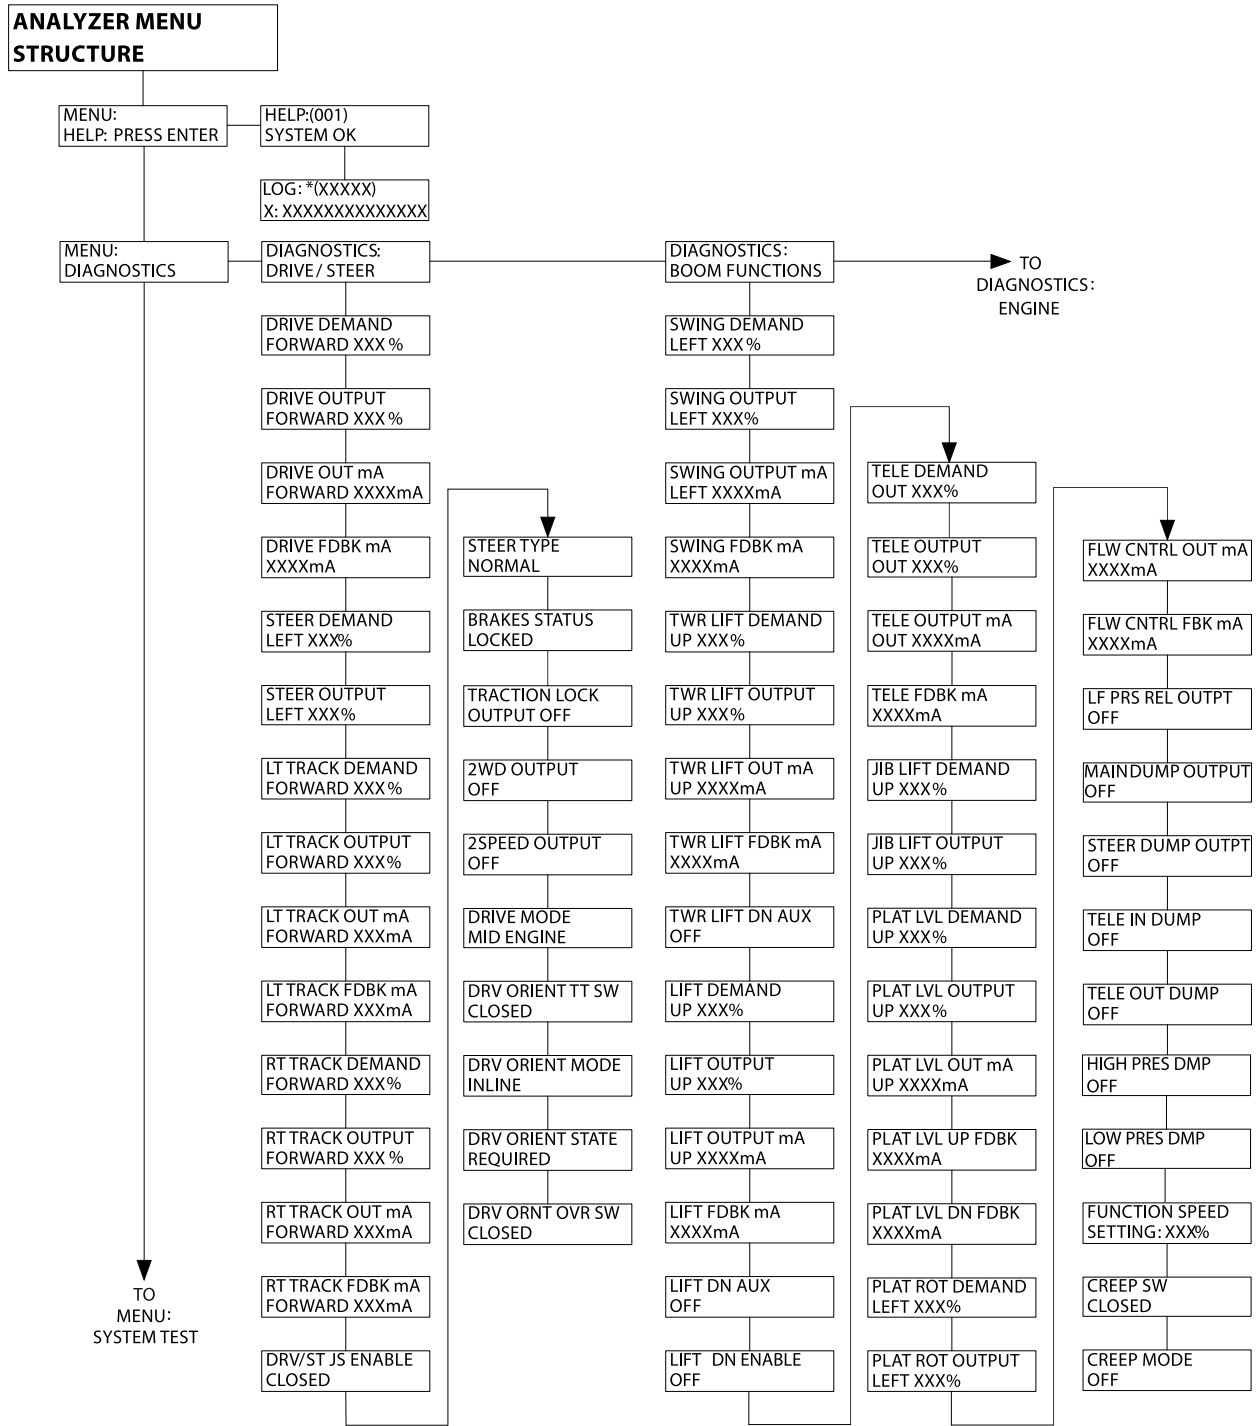 ANALYZER MENU
STRUCTURE
MENU:
HELP: PRESS ENTER
HELP:(001)
SYSTEM OK
LOG: *(XXXXX)
X: XXXXXXXXXXXXXX
MENU:
DIAGNOSTICS
DIAGNOSTICS:
DRIVE/ STEER
DRIVE DEMAND
FORWARD XXX %
DRIVE OUTPUT
FORWARD XXX %
DRIVE OUT mA
FORWARD XXXXmA
DRIVE FDBK mA
XXXXmA
STEER DEMAND
LEFT XXX%
STEER OUTPUT
LEFT XXX%
LT TRACK DEMAND
FORWARD XXX%
LT TRACK OUTPUT
FORWARD XXX%
LT TRACK OUT mA
FORWARD XXXmA
LT TRACK FDBK mA
FORWARD XXXmA
RT TRACK DEMAND
FORWARD XXX%
RT TRACK OUTPUT
FORWARD XXX %
RT TRACK OUT mA
FORWARD XXXmA
RT TRACK FDBK mA
FORWARD XXXmA
DRV/ST JS ENABLE
CLOSED
STEER TYPE
NORMAL
BRAKES STATUS
LOCKED
TRACTION LOCK
OUTPUT OFF
2WD OUTPUT
OFF
2SPEED OUTPUT
OFF
DRIVE MODE
MID ENGINE
DRV ORIENT TT SW
CLOSED
DRV ORIENT MODE
INLINE
DRV ORIENT STATE
REQUIRED
DRV ORNT OVR SW
CLOSED
DIAGNOSTICS:
BOOM FUNCTIONS
SWING DEMAND
LEFT XXX%
SWING OUTPUT
LEFT XXX%
SWING OUTPUT mA
LEFT XXXXmA
SWING FDBK mA
XXXXmA
TWR LIFT DEMAND
UP XXX%
TWR LIFT OUTPUT
UP XXX%
TWR LIFT OUT mA
UP XXXXmA
TWR LIFT FDBK mA
XXXXmA
TWR LIFT DN AUX
OFF
LIFT DEMAND
UP XXX%
LIFT OUTPUT
UP XXX%
LIFT OUTPUT mA
UP XXXXmA
LIFT FDBK mA
XXXXmA
LIFT DN AUX
OFF
LIFT DN ENABLE
OFF
TELE DEMAND
OUT XXX%
TELE OUTPUT
OUT XXX%
TELE OUTPUT mA
OUT XXXXmA
TELE FDBK mA
XXXXmA
JIB LIFT DEMAND
UP XXX%
JIB LIFT OUTPUT
UP XXX%
PLAT LVL DEMAND
UP XXX%
PLAT LVL OUTPUT
UP XXX%
PLAT LVL OUT mA
UP XXXXmA
PLAT LVL UP FDBK
XXXXmA
PLAT LVL DN FDBK
XXXXmA
PLAT ROT DEMAND
LEFT XXX%
PLAT ROT OUTPUT
LEFT XXX%
FLW CNTRL OUT mA
XXXXmA
FLW CNTRL FBK mA
XXXXmA
LF PRS REL OUTPT
OFF
MAINDUMP OUTPUT
OFF
STEER DUMP OUTPT
OFF
TELE IN DUMP
OFF
TELE OUT DUMP
OFF
HIGH PRES DMP
OFF
LOW PRES DMP
OFF
FUNCTION SPEED
SETTING: XXX%
CREEP SW
CLOSED
CREEP MODE
OFF
TO
DIAGNOSTICS:
ENGINE
TO
MENU:
SYSTEM TEST